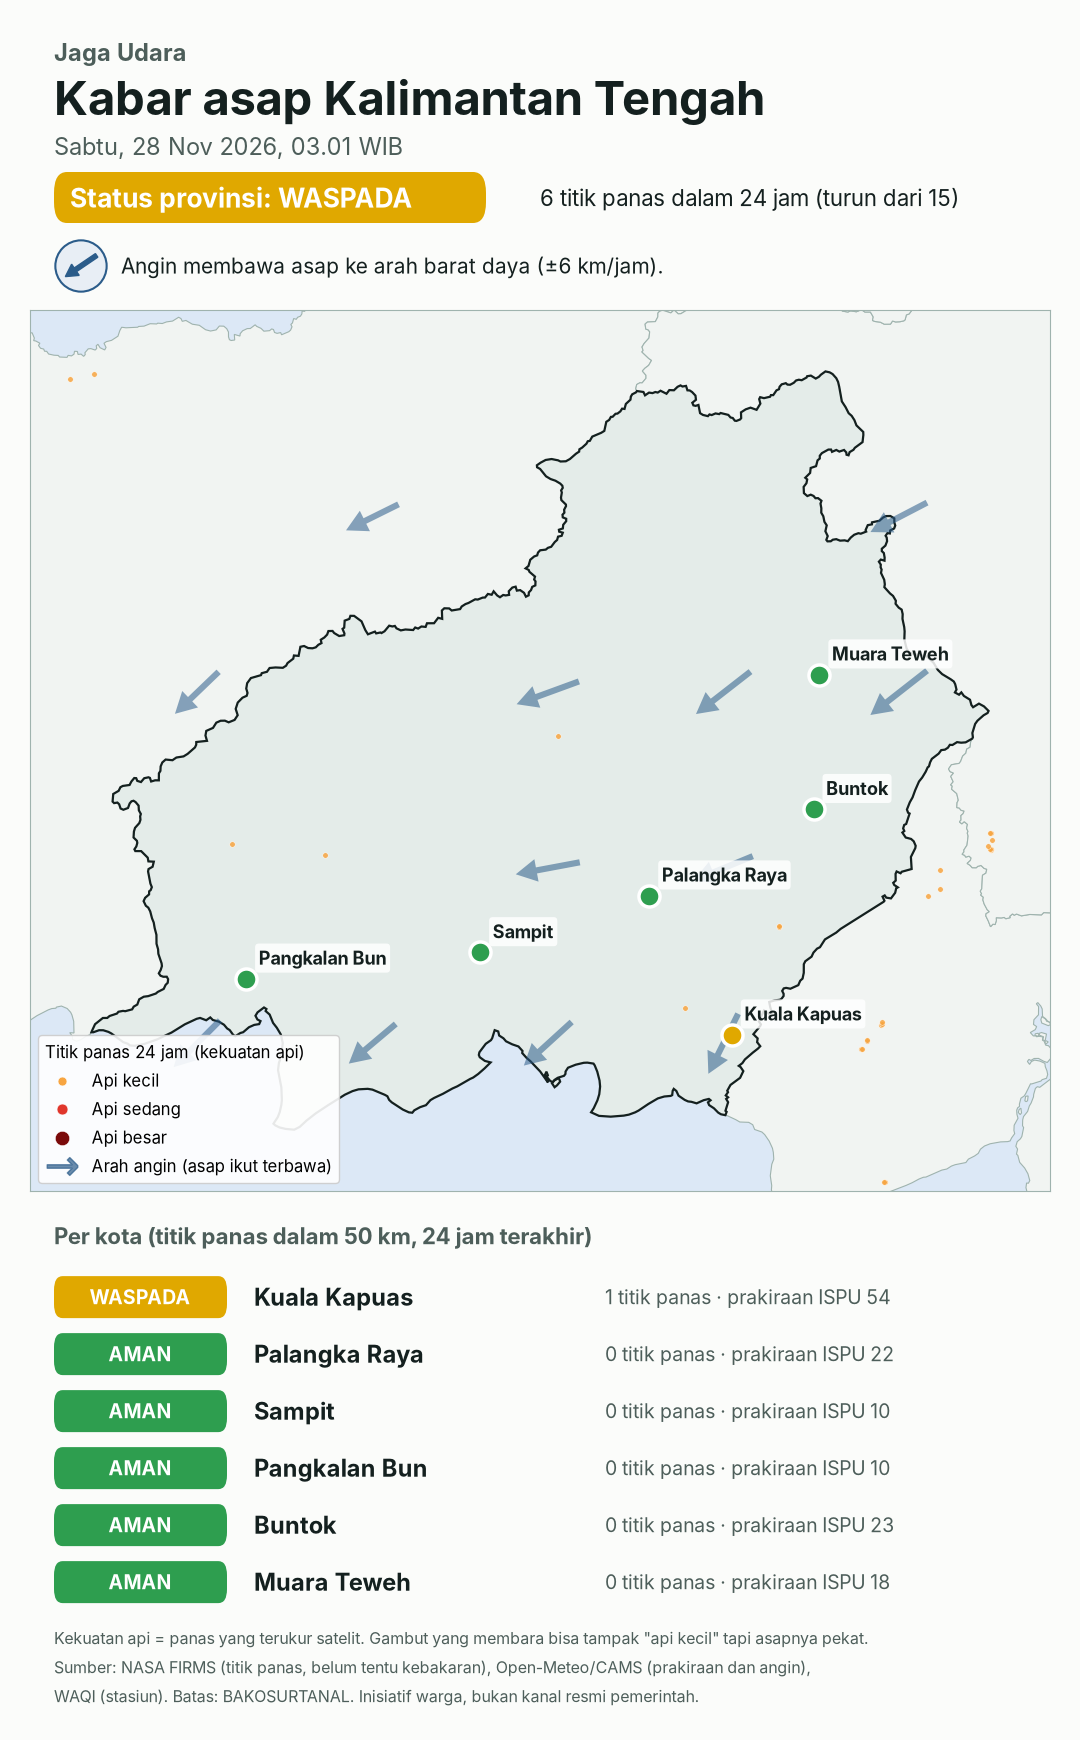 Jaga Udara
Kabar asap Kalimantan Tengah
Sabtu, 28 Nov 2026, 03.01 WIB
Status provinsi: WASPADA
6 titik panas dalam 24 jam (turun dari 15)
Angin membawa asap ke arah barat daya (±6 km/jam).
Muara Teweh
Buntok
Palangka Raya
Sampit
Pangkalan Bun
Kuala Kapuas
Titik panas 24 jam (kekuatan api)
Api kecil
Api sedang
Api besar
Arah angin (asap ikut terbawa)
Per kota (titik panas dalam 50 km, 24 jam terakhir)
WASPADA Kuala Kapuas 1 titik panas · prakiraan ISPU 54
AMAN Palangka Raya 0 titik panas · prakiraan ISPU 22
AMAN Sampit 0 titik panas · prakiraan ISPU 10
AMAN Pangkalan Bun 0 titik panas · prakiraan ISPU 10
AMAN Buntok 0 titik panas · prakiraan ISPU 23
AMAN Muara Teweh 0 titik panas · prakiraan ISPU 18
Kekuatan api = panas yang terukur satelit. Gambut yang membara bisa tampak "api kecil" tapi asapnya pekat.
Sumber: NASA FIRMS (titik panas, belum tentu kebakaran), Open-Meteo/CAMS (prakiraan dan angin),
WAQI (stasiun). Batas: BAKOSURTANAL. Inisiatif warga, bukan kanal resmi pemerintah.